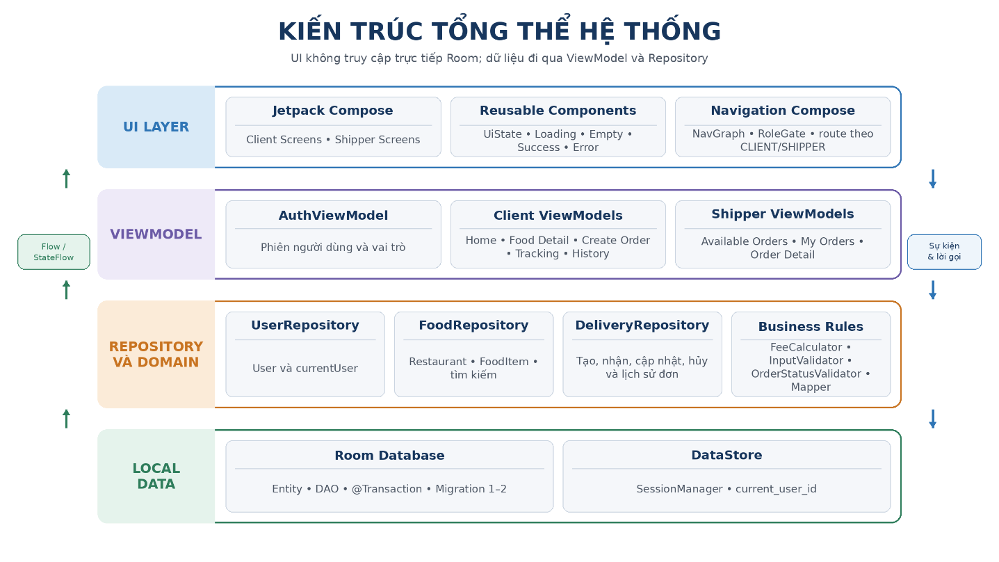 KIẾN TRÚC TỔNG THỂ HỆ THỐNG
UI không truy cập trực tiếp Room; dữ liệu đi qua ViewModel và Repository
UI LAYER
Jetpack Compose
Client Screens • Shipper Screens
Reusable Components
UiState • Loading • Empty •
Success • Error
Navigation Compose
NavGraph • RoleGate • route theo
CLIENT/SHIPPER
VIEWMODEL
AuthViewModel
Phiên người dùng và vai trò
Client ViewModels
Home • Food Detail • Create Order
• Tracking • History
Shipper ViewModels
Available Orders • My Orders •
Order Detail
Flow /
StateFlow
Sự kiện
& lời gọi
REPOSITORY
VÀ DOMAIN
UserRepository
User và currentUser
FoodRepository
Restaurant • FoodItem •
tìm kiếm
DeliveryRepository
Tạo, nhận, cập nhật, hủy
và lịch sử đơn
Business Rules
FeeCalculator •
InputValidator •
OrderStatusValidator •
Mapper
LOCAL
DATA
Room Database
Entity • DAO • @Transaction • Migration 1–2
DataStore
SessionManager • current_user_id